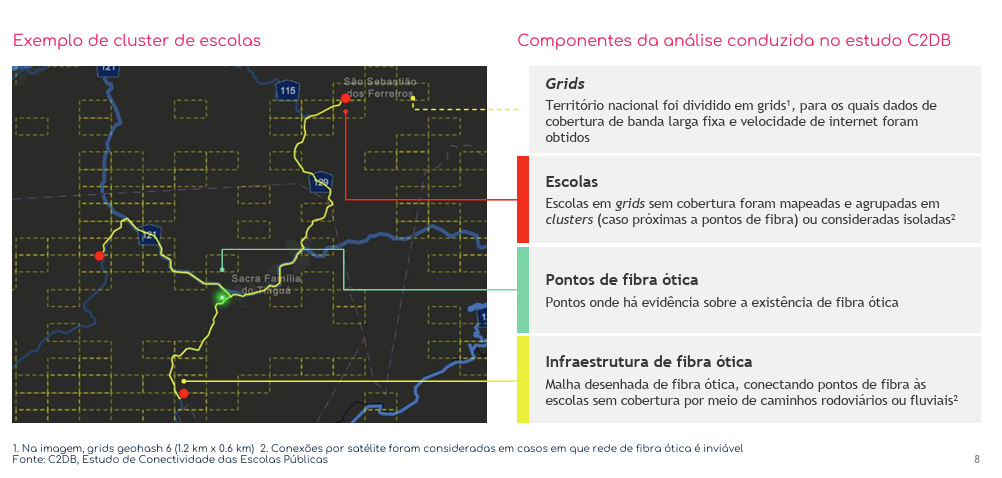 Exemplo de cluster de escolas
Componentes da análise conduzida no estudo C2DB
121
115
São Sebastião
dos Ferreiros
129
121
Sacra Família
do Tinguá
Grids
Território nacional foi dividido em grids¹, para os quais dados de
cobertura de banda larga fixa e velocidade de internet foram
obtidos
Escolas
Escolas em grids sem cobertura foram mapeadas e agrupadas em
clusters (caso próximas a pontos de fibra) ou consideradas isoladas²
Pontos de fibra ótica
Pontos onde há evidência sobre a existência de fibra ótica
Infraestrutura de fibra ótica
Malha desenhada de fibra ótica, conectando pontos de fibra às
escolas sem cobertura por meio de caminhos rodoviários ou fluviais²
1. Na imagem, grids geohash 6 (1.2 km x 0.6 km) 2. Conexões por satélite foram consideradas em casos em que rede de fibra ótica é inviável
Fonte: C2DB, Estudo de Conectividade das Escolas Públicas
8